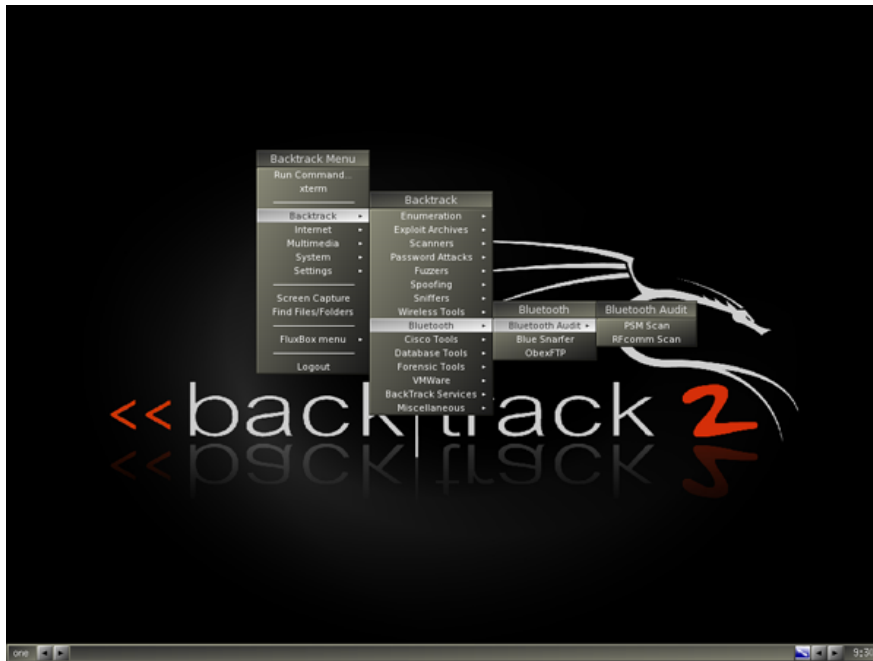 Backtrack Menu
Run Command...
xterm
Backtrack
Internet
Multimedia
System
Settings
Screen Capture
Find Files/Folders
FluxBox menu
Logout
Backtrack
Enumeration
Exploit Archives
Scanners
Password Attacks
Fuzzers
Spoofing
Sniffers
Wireless Tools
Bluetooth
Cisco Tools
Database Tools
Forensic Tools
VMWare
BackTrack Services
Miscellaneous
Bluetooth
Bluetooth Audit
Blue Snarfer
ObexFTP
Bluetooth Audit
PSM Scan
RFcomm Scan
<<back|track 2
one
9:30